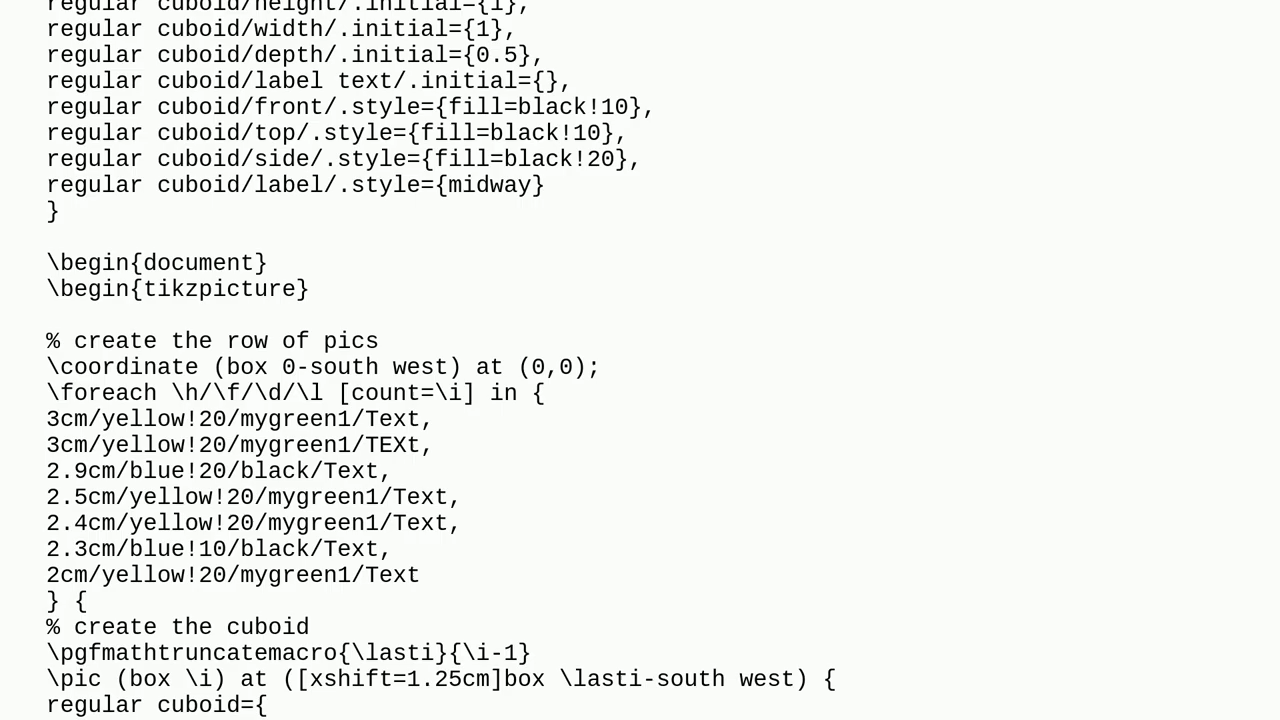 regular cuboid/height/.initial={1},
regular cuboid/width/.initial={1},
regular cuboid/depth/.initial={0.5},
regular cuboid/label text/.initial={},
regular cuboid/front/.style={fill=black!10},
regular cuboid/top/.style={fill=black!10},
regular cuboid/side/.style={fill=black!20},
regular cuboid/label/.style={midway}
}

\begin{document}
\begin{tikzpicture}

% create the row of pics
\coordinate (box 0-south west) at (0,0);
\foreach \h/\f/\d/\l [count=\i] in {
3cm/yellow!20/mygreen1/Text,
3cm/yellow!20/mygreen1/TEXt,
2.9cm/blue!20/black/Text,
2.5cm/yellow!20/mygreen1/Text,
2.4cm/yellow!20/mygreen1/Text,
2.3cm/blue!10/black/Text,
2cm/yellow!20/mygreen1/Text
} {
% create the cuboid
\pgfmathtruncatemacro{\lasti}{\i-1}
\pic (box \i) at ([xshift=1.25cm]box \lasti-south west) {
regular cuboid={